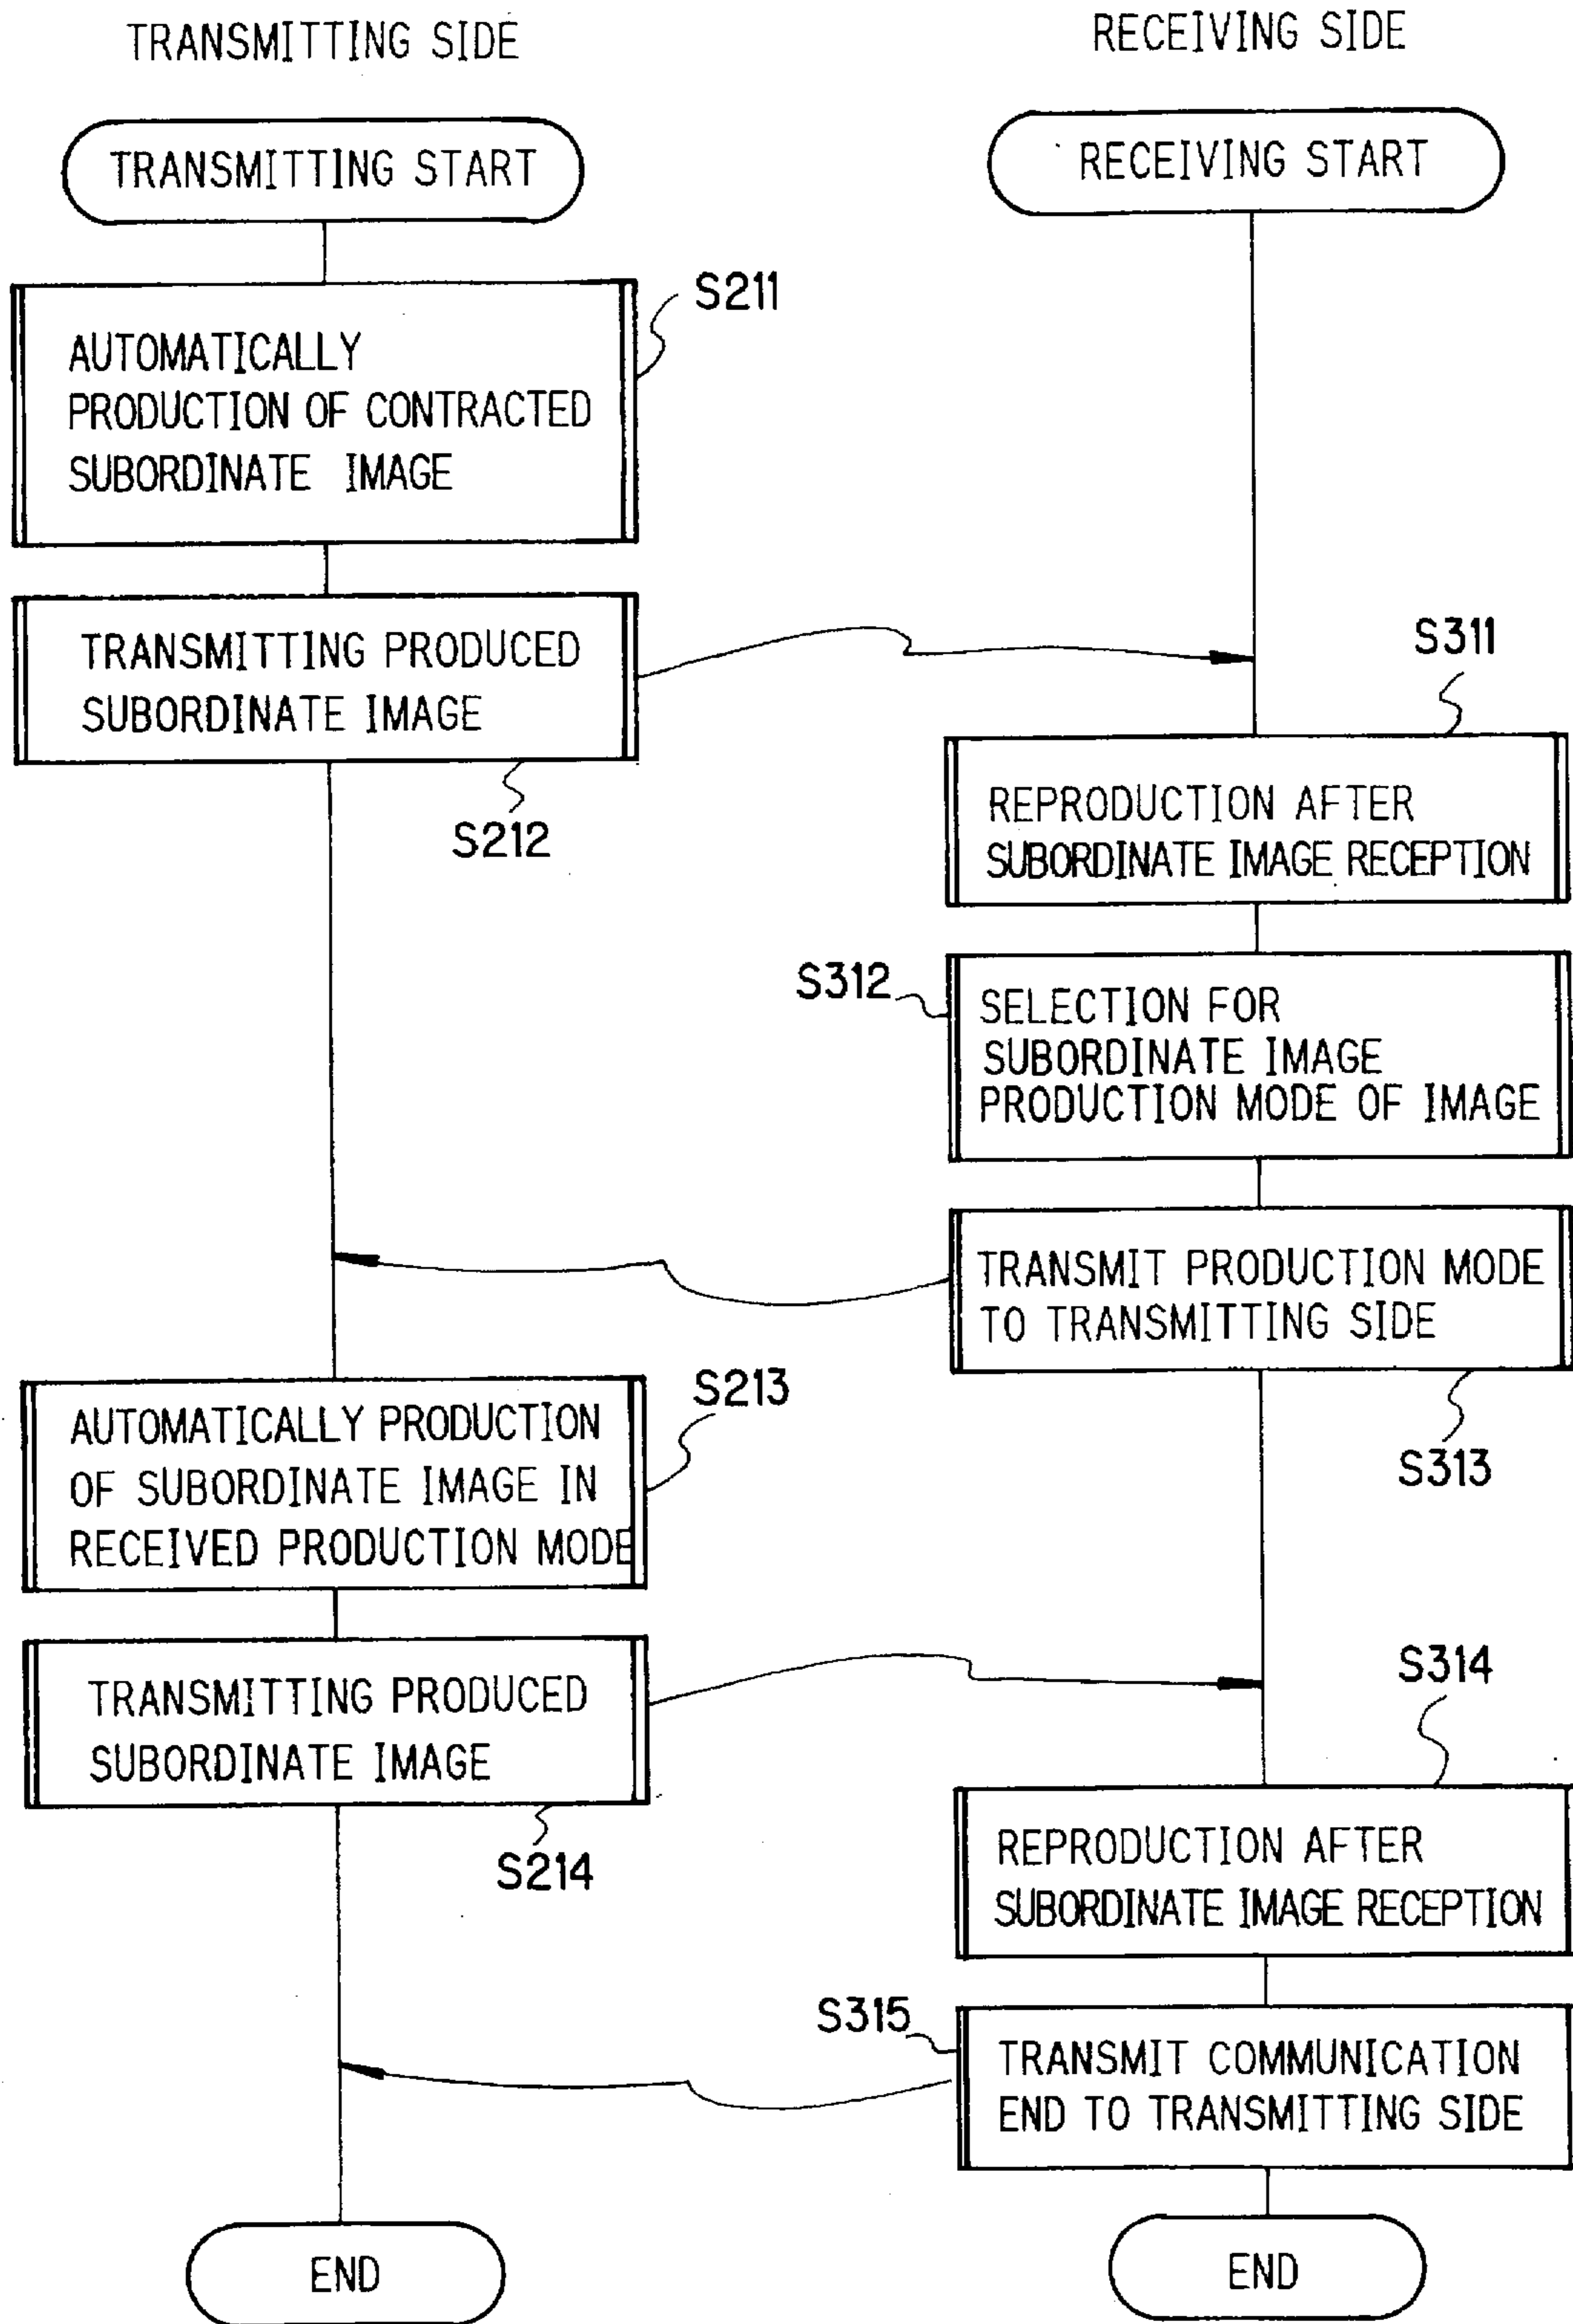 TRANSMITTING SIDE
RECEIVING SIDE
TRANSMITTING START
RECEIVING START
S211
AUTOMATICALLY
PRODUCTION OF CONTRACTED
SUBORDINATE IMAGE
TRANSMITTING PRODUCED
SUBORDINATE IMAGE
S212
S311
REPRODUCTION AFTER
SUBORDINATE IMAGE RECEPTION
S312
SELECTION FOR
SUBORDINATE IMAGE
PRODUCTION MODE OF IMAGE
TRANSMIT PRODUCTION MODE
TO TRANSMITTING SIDE
S313
S213
AUTOMATICALLY PRODUCTION
OF SUBORDINATE IMAGE IN
RECEIVED PRODUCTION MODE
TRANSMITTING PRODUCED
SUBORDINATE IMAGE
S214
S314
REPRODUCTION AFTER
SUBORDINATE IMAGE RECEPTION
S315
TRANSMIT COMMUNICATION
END TO TRANSMITTING SIDE
END
END